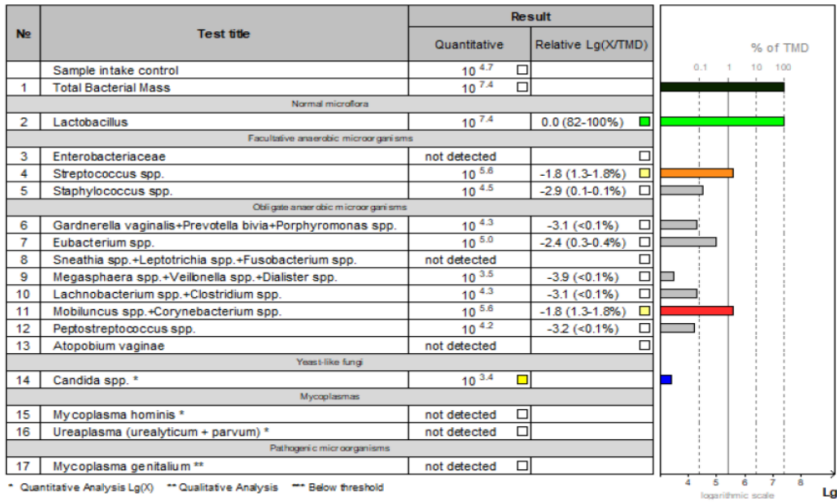 № Test title Result
Quantitative Relative Lg(X/TMD)
% of TMD
0.1 1 10 100
Sample intake control 10 4.7
1 Total Bacterial Mass 10 7.4
Normal microflora
2 Lactobacillus 10 7.4 0.0 (82-100%)
Facultative anaerobic microorganisms
3 Enterobacteriaceae not detected
4 Streptococcus spp. 10 5.6 -1.8 (1.3-1.8%)
5 Staphylococcus spp. 10 4.5 -2.9 (0.1-0.1%)
Obligate anaerobic microorganisms
6 Gardnerella vaginalis+Prevotella bivia+Porphyromonas spp. 10 4.3 -3.1 (<0.1%)
7 Eubacterium spp. 10 5.0 -2.4 (0.3-0.4%)
8 Sneathia spp.+Leptotrichia spp.+Fusobacterium spp. not detected
9 Megasphaera spp.+Veillonella spp.+Dialister spp. 10 3.5 -3.9 (<0.1%)
10 Lachnobacterium spp.+Clostridium spp. 10 4.3 -3.1 (<0.1%)
11 Mobiluncus spp.+Corynebacterium spp. 10 5.6 -1.8 (1.3-1.8%)
12 Peptostreptococcus spp. 10 4.2 -3.2 (<0.1%)
13 Atopobium vaginae not detected
Yeast-like fungi
14 Candida spp. * 10 3.4
Mycoplasmas
15 Mycoplasma hominis * not detected
16 Ureaplasma (urealyticum + parvum) * not detected
Pathogenic microorganisms
17 Mycoplasma genitalium ** not detected
4 5 6 7 8 Lg
logarithmic scale
* Quantitative Analysis Lg(X) ** Qualitative Analysis *** Below threshold